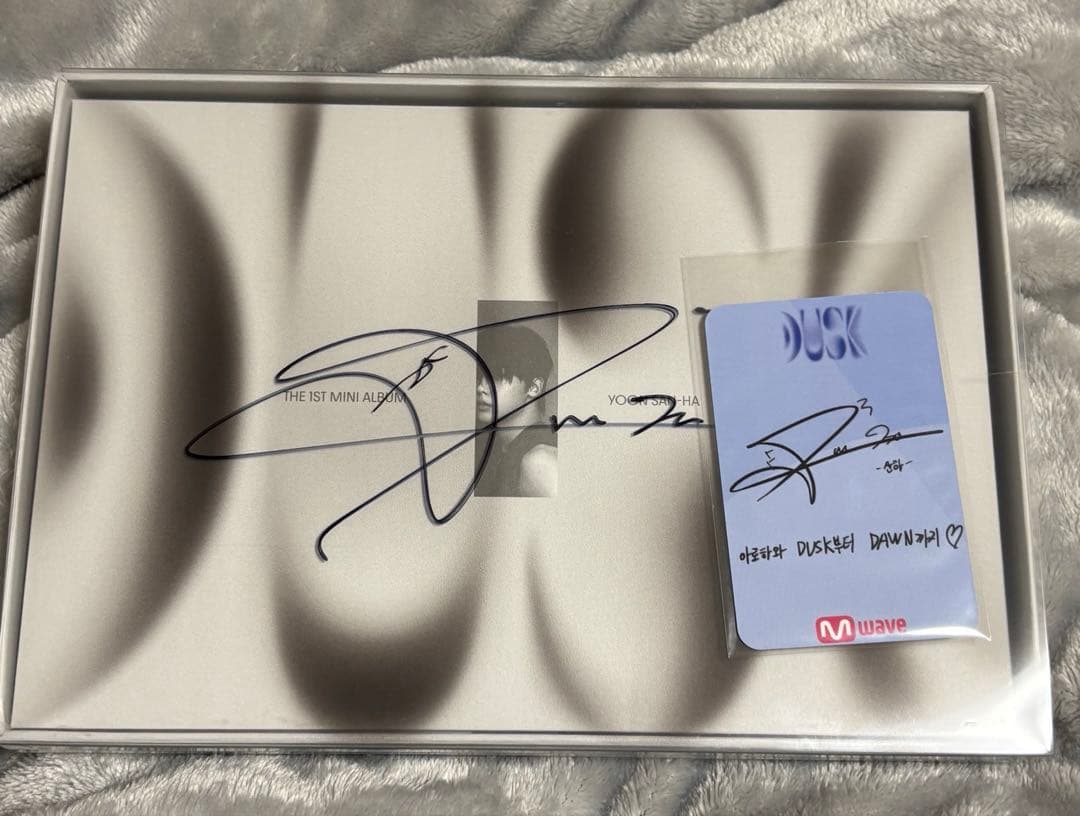 THE 1ST MINI ALBUM
YOON SAN-HA
DUSK
-산하-
아로하와 DUSK부터 DAWN까지♡
M wave